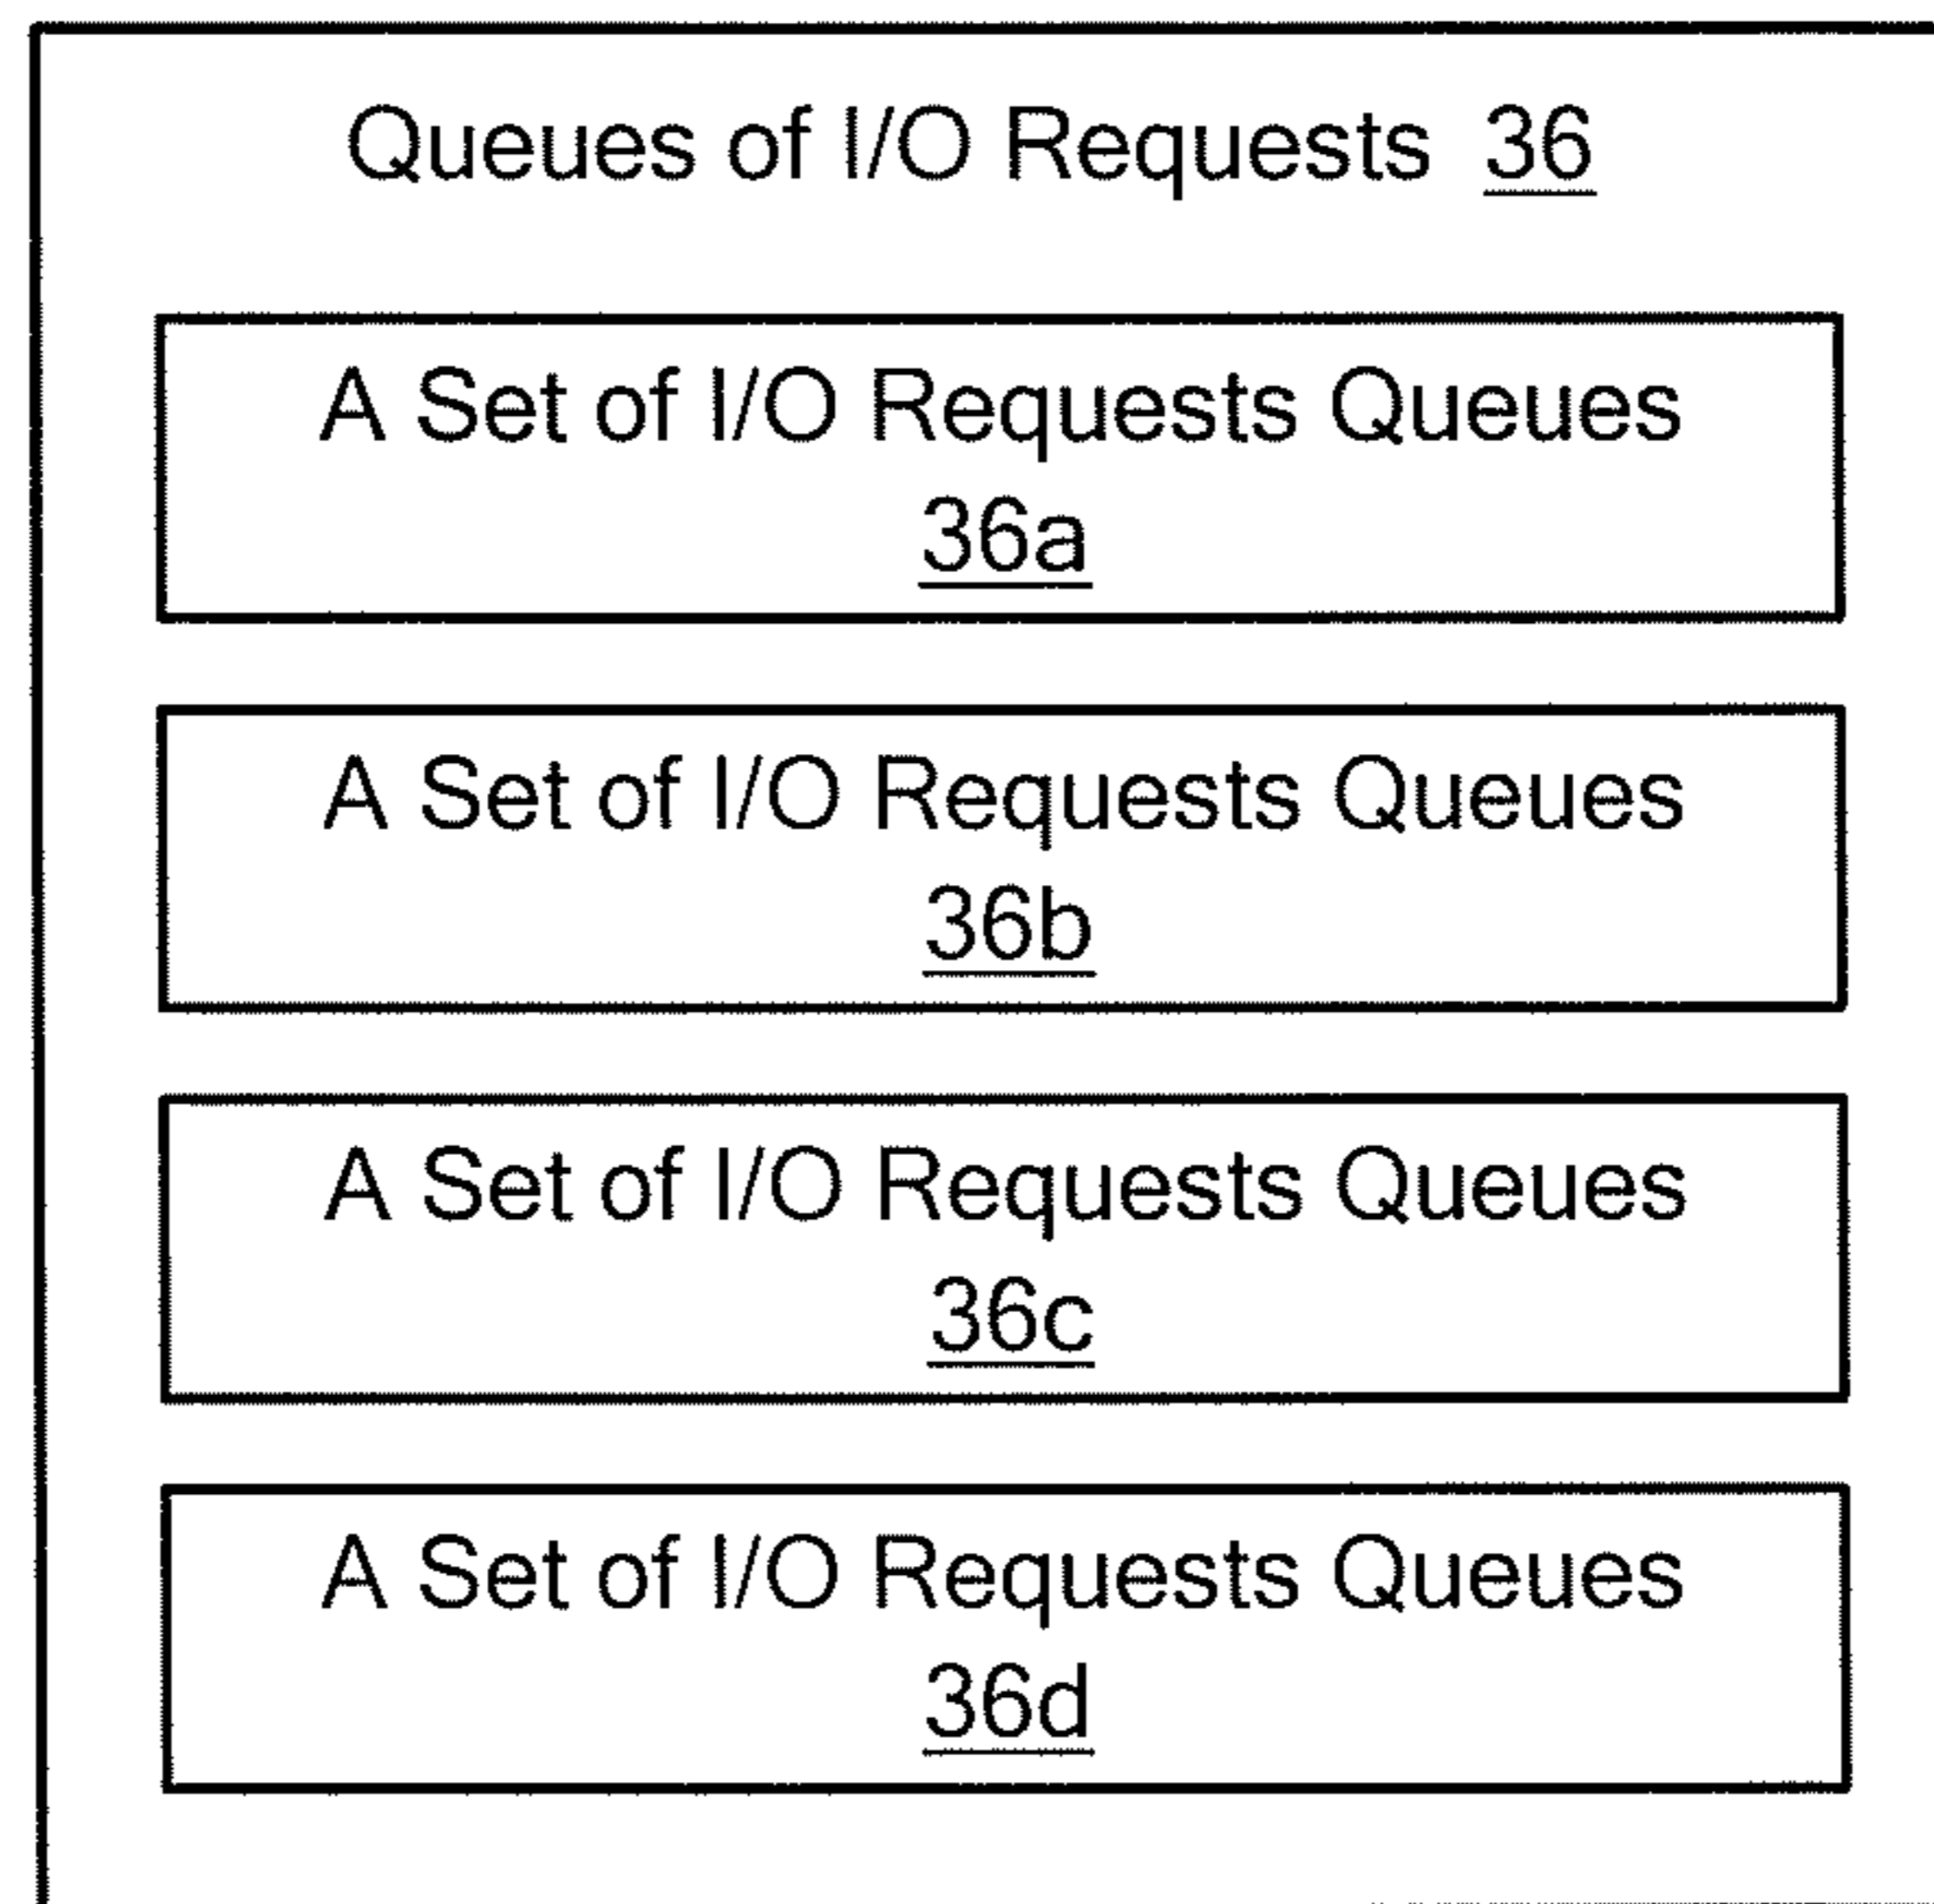 Queues of I/O Requests 36
A Set of I/O Requests Queues
36a
A Set of I/O Requests Queues
36b
A Set of I/O Requests Queues
36c
A Set of I/O Requests Queues
36d